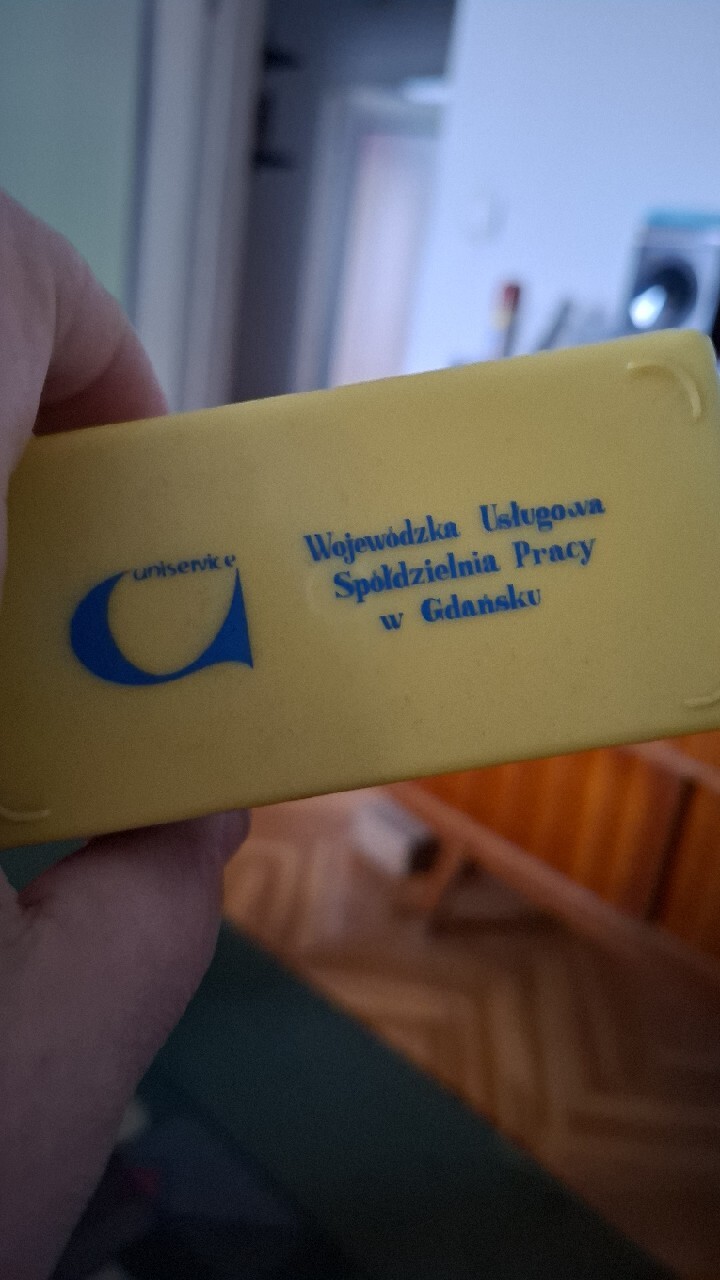 uniservice
Wojewódzka Usługowa
Spółdzielnia Pracy
w Gdańsku